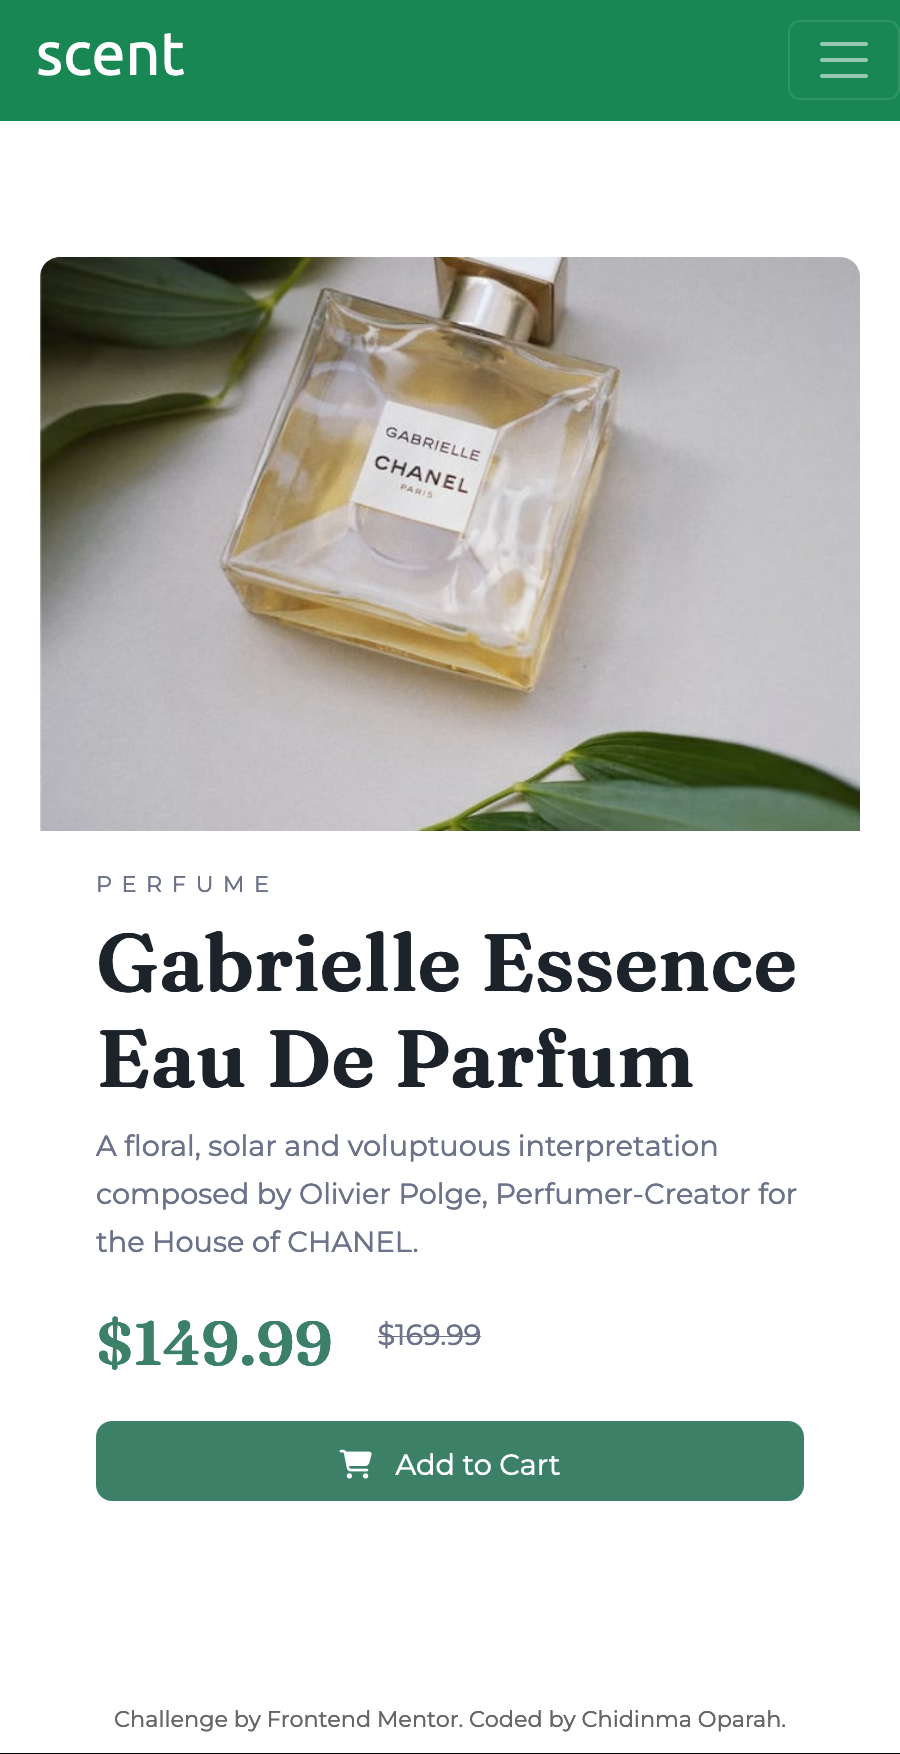 scent
GABRIELLE
CHANEL
PARIS
PERFUME
Gabrielle Essence
Eau De Parfum
A floral, solar and voluptuous interpretation
composed by Olivier Polge, Perfumer-Creator for
the House of CHANEL.
$149.99 $169.99
Add to Cart
Challenge by Frontend Mentor. Coded by Chidinma Oparah.